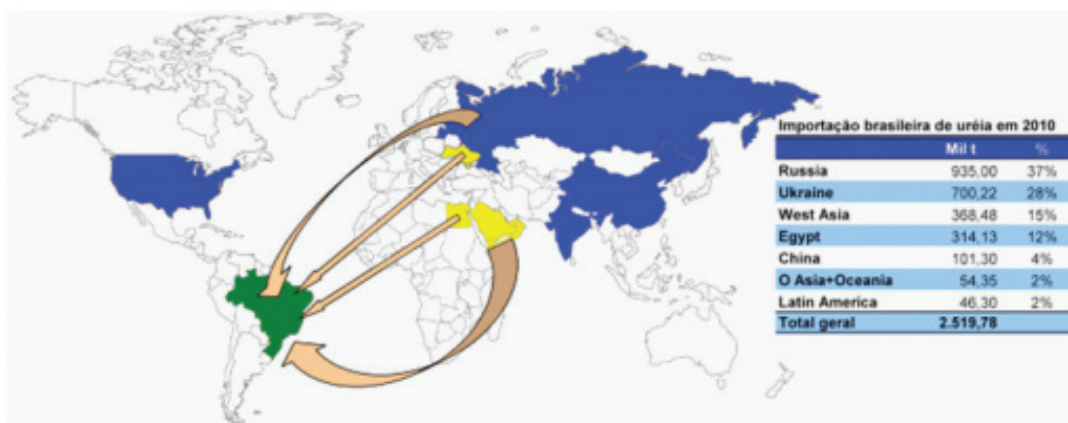 Importação brasileira de uréia em 2010
Mil t %
Russia 935,00 37%
Ukraine 700,22 28%
West Asia 368,48 15%
Egypt 314,13 12%
China 101,30 4%
O Asia+Oceania 54,35 2%
Latin America 46,30 2%
Total geral 2.519,78